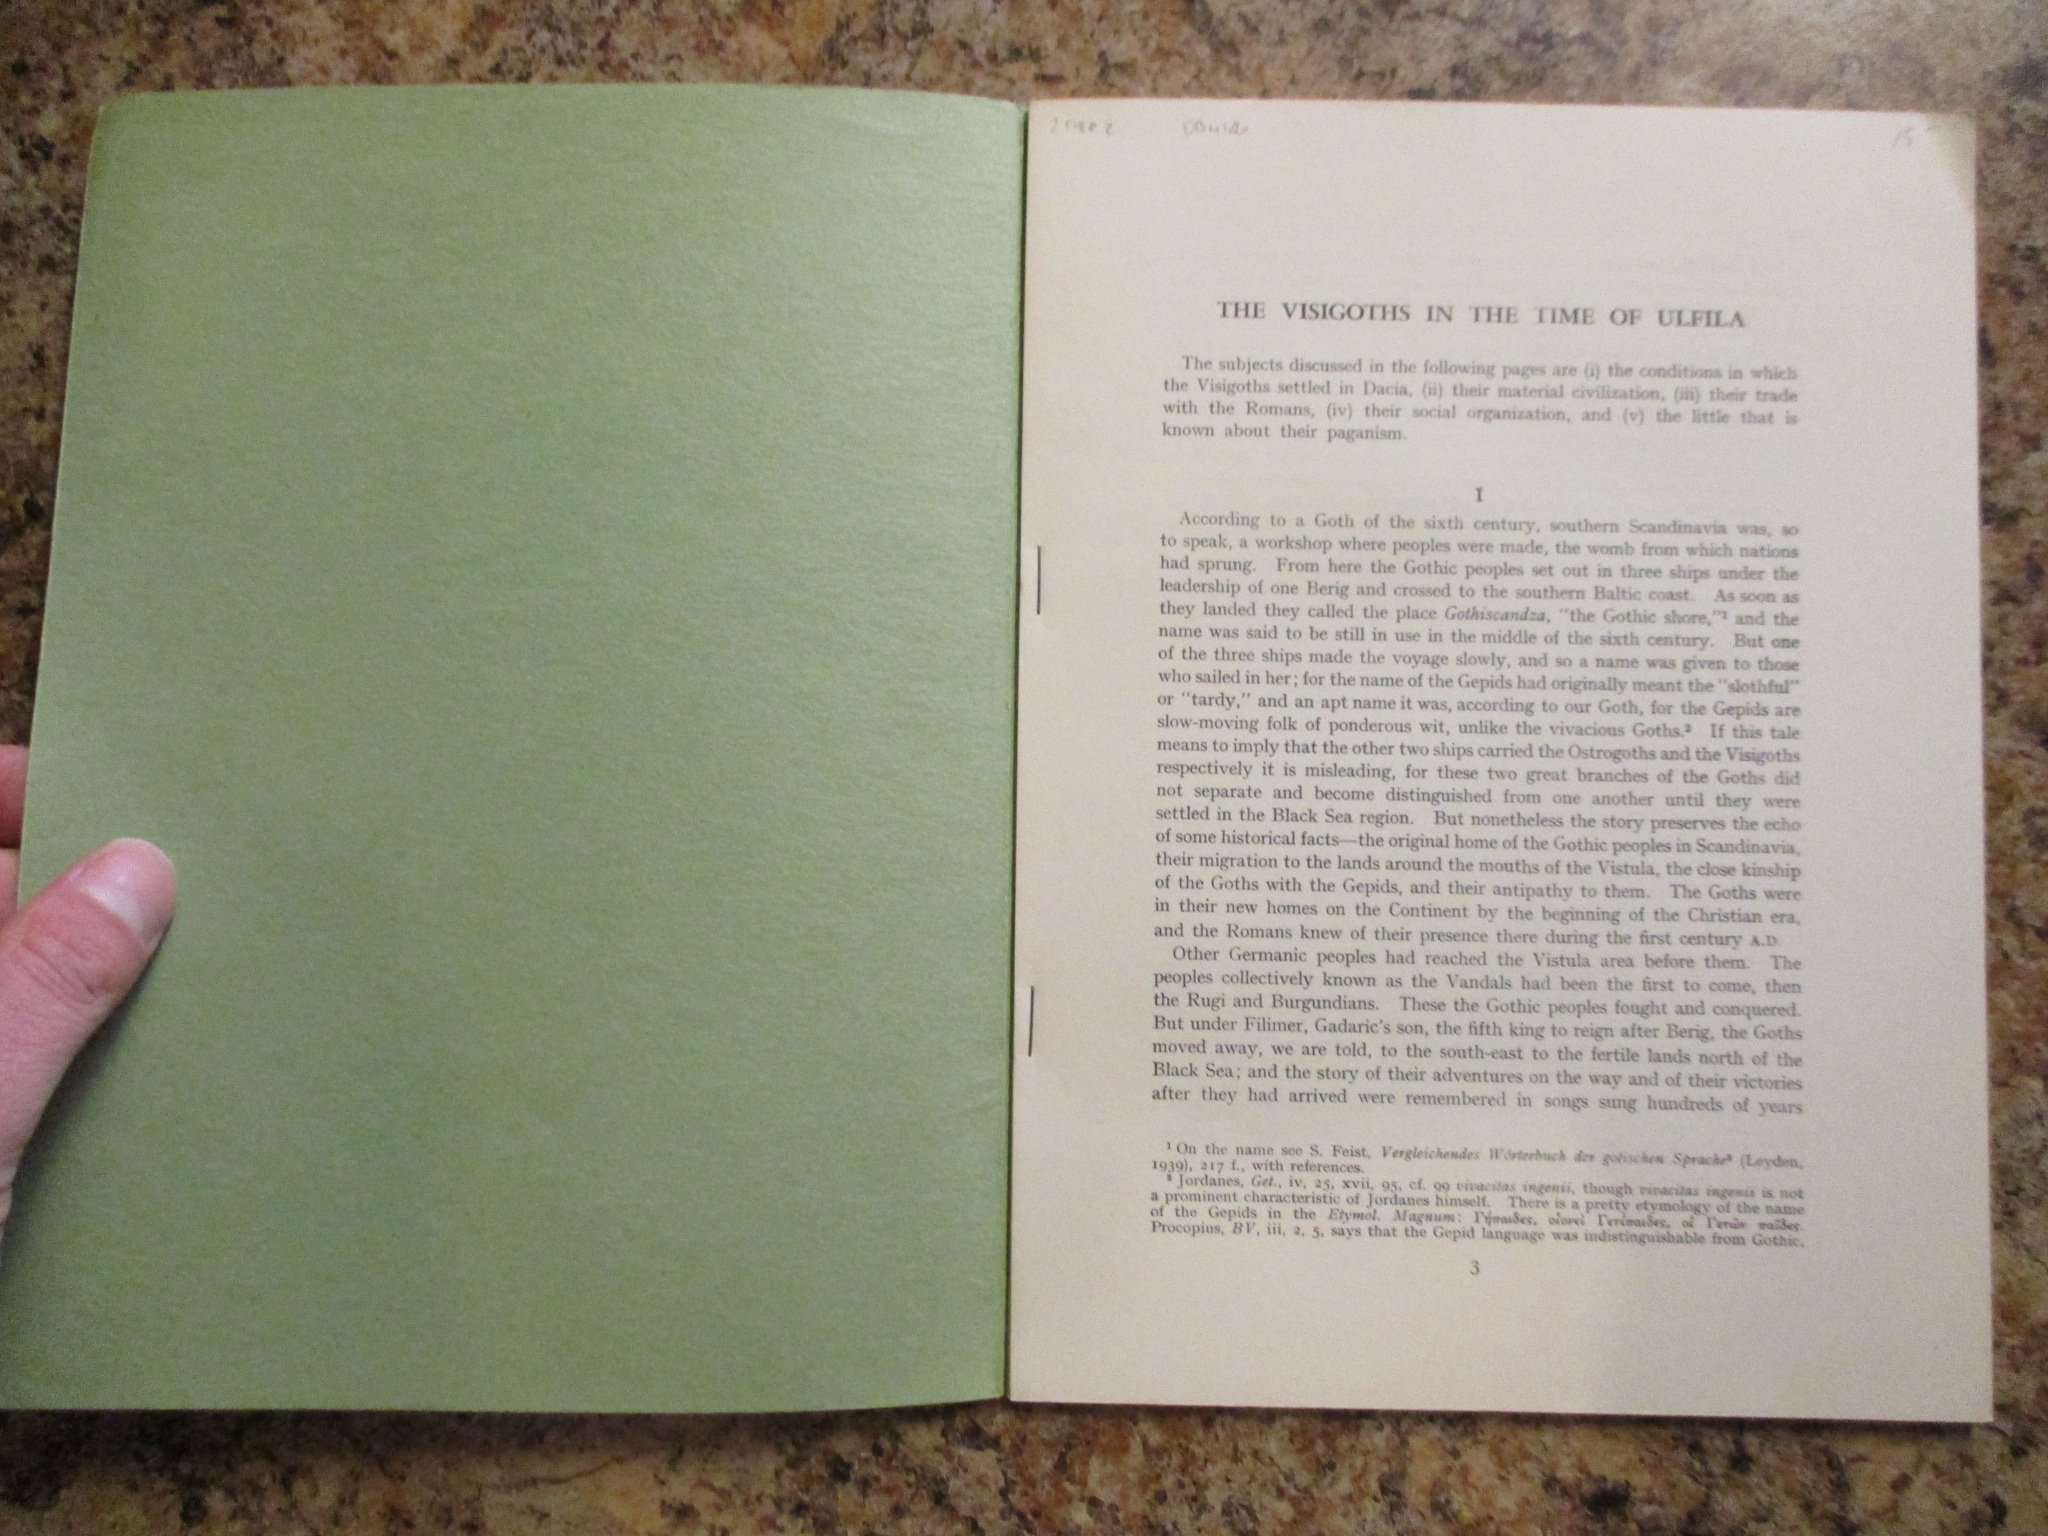 THE VISIGOTHS IN THE TIME OF ULFILA
The subjects discussed in the following pages are (i) the conditions in which
the Visigoths settled in Dacia, (ii) their material civilization, (iii) their trade
with the Romans, (iv) their social organization, and (v) the little that is
known about their paganism.
I
According to a Goth of the sixth century, southern Scandinavia was, so
to speak, a workshop where peoples were made, the womb from which nations
had sprung. From here the Gothic peoples set out in three ships under the
leadership of one Berig and crossed to the southern Baltic coast. As soon as
they landed they called the place Gothiscandza, "the Gothic shore,"¹ and the
name was said to be still in use in the middle of the sixth century. But one
of the three ships made the voyage slowly, and so a name was given to those
who sailed in her; for the name of the Gepids had originally meant the "slothful"
or "tardy," and an apt name it was, according to our Goth, for the Gepids are
slow-moving folk of ponderous wit, unlike the vivacious Goths.² If this tale
means to imply that the other two ships carried the Ostrogoths and the Visigoths
respectively it is misleading, for these two great branches of the Goths did
not separate and become distinguished from one another until they were
settled in the Black Sea region. But nonetheless the story preserves the echo
of some historical facts—the original home of the Gothic peoples in Scandinavia,
their migration to the lands around the mouths of the Vistula, the close kinship
of the Goths with the Gepids, and their antipathy to them. The Goths were
in their new homes on the Continent by the beginning of the Christian era,
and the Romans knew of their presence there during the first century A.D.
Other Germanic peoples had reached the Vistula area before them. The
peoples collectively known as the Vandals had been the first to come, then
the Rugi and Burgundians. These the Gothic peoples fought and conquered.
But under Filimer, Gadaric's son, the fifth king to reign after Berig, the Goths
moved away, we are told, to the south-east to the fertile lands north of the
Black Sea; and the story of their adventures on the way and of their victories
after they had arrived were remembered in songs sung hundreds of years
¹ On the name see S. Feist, Vergleichendes Wörterbuch der gotischen Sprache³ (Leyden,
1939), 217 f., with references.
² Jordanes, Get., iv, 25, xvii, 95, cf. 99 vivacitas ingenii, though vivacitas ingenii is not
a prominent characteristic of Jordanes himself. There is a pretty etymology of the name
of the Gepids in the Etymol. Magnum: Γήπαιδες, οἱονεὶ Γετίπαιδες, οἱ Γετῶν παῖδες.
Procopius, BV, iii, 2, 5, says that the Gepid language was indistinguishable from Gothic.
3